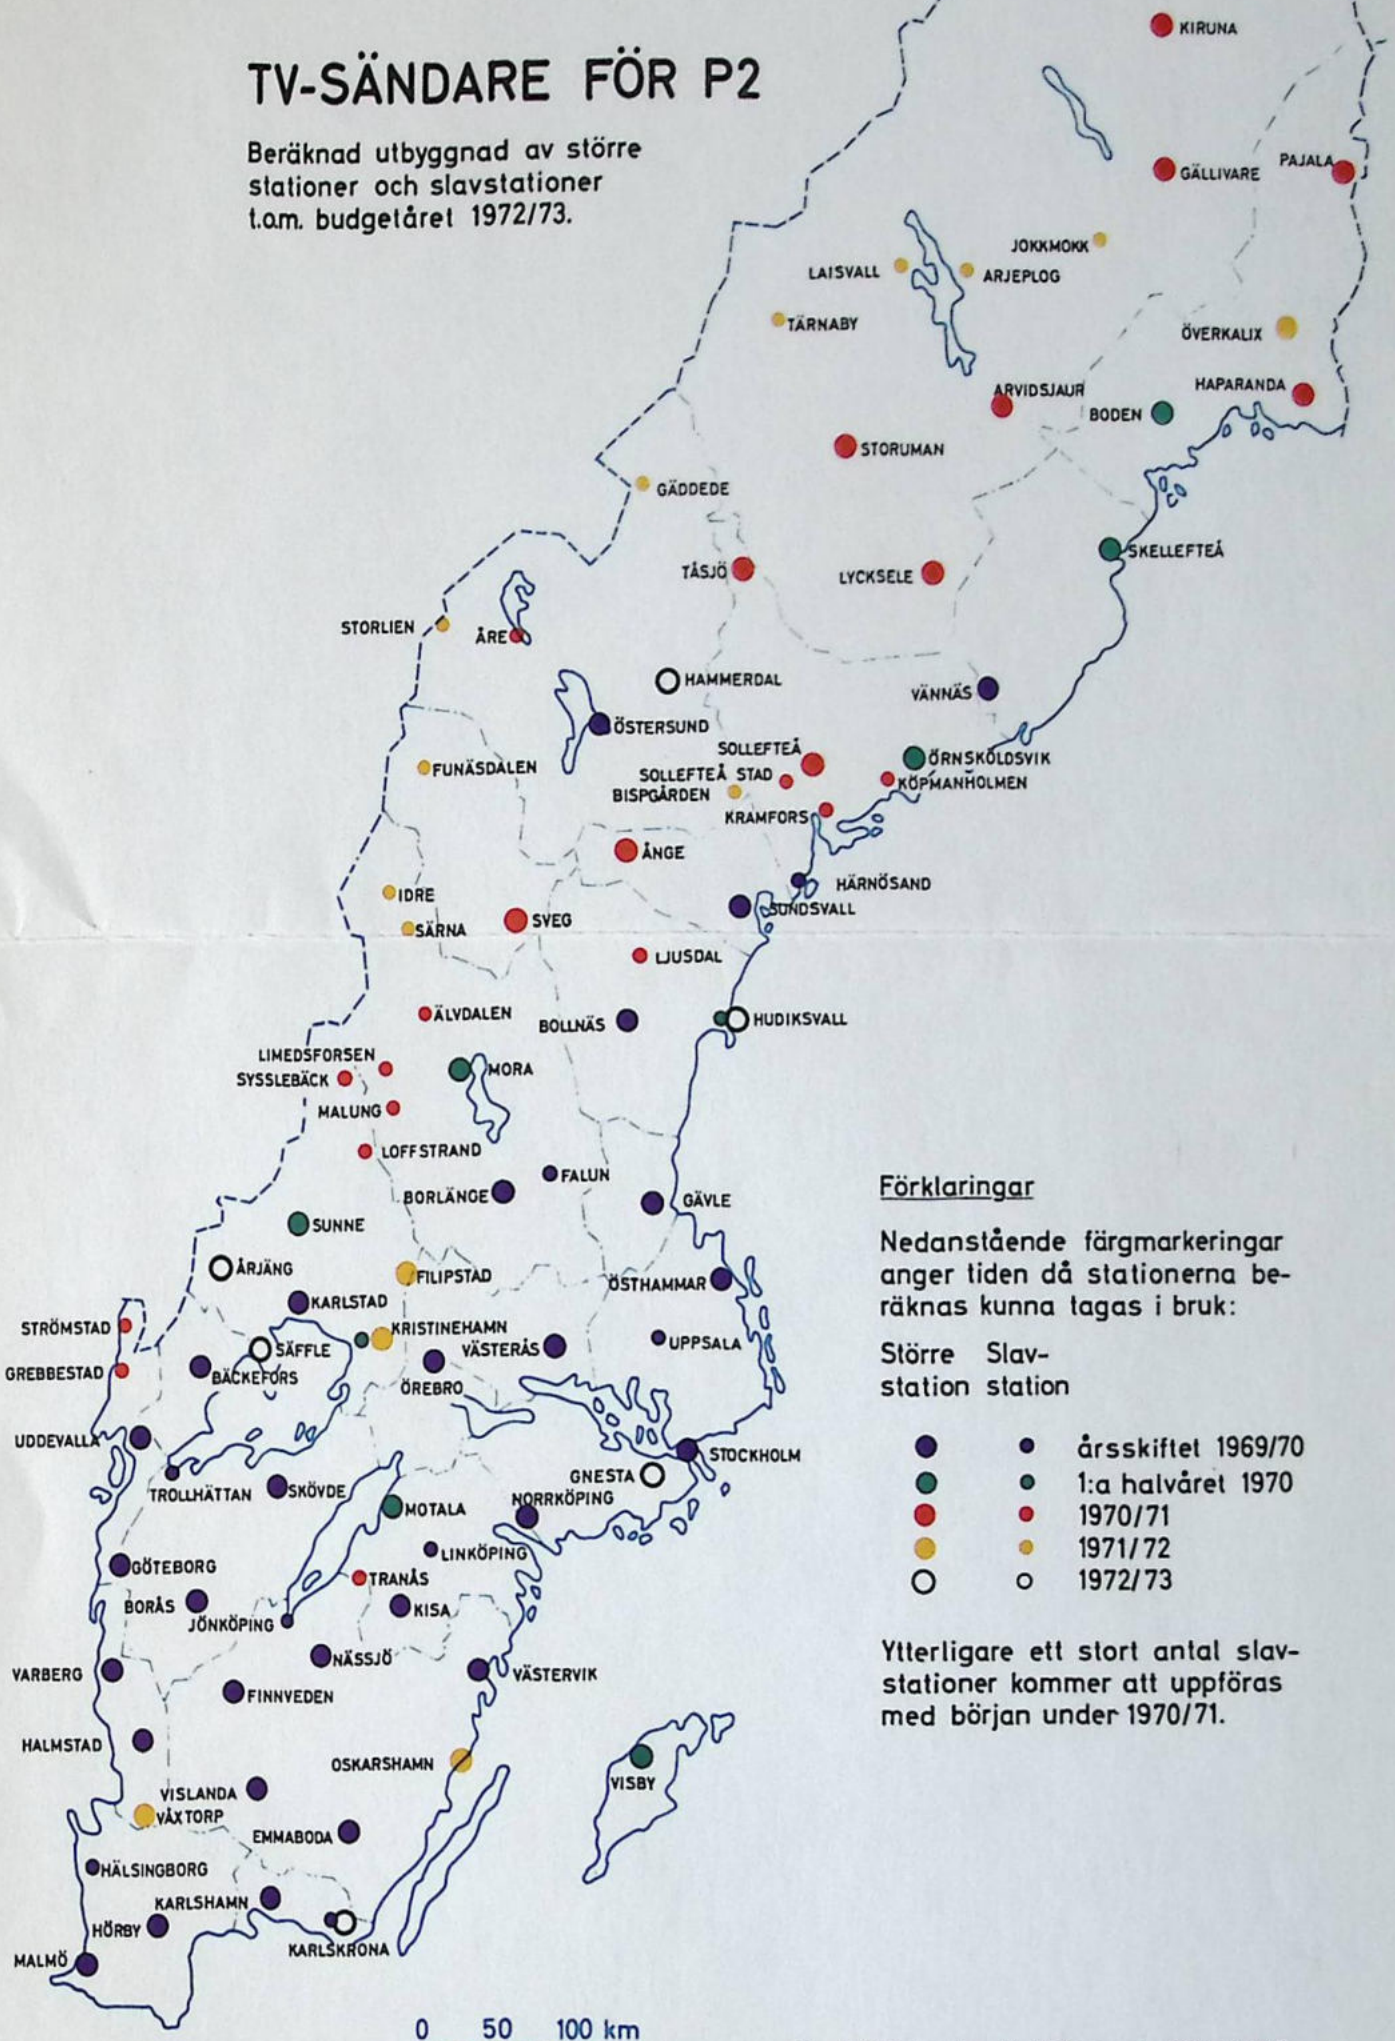 TV-SÄNDARE FÖR P2
Beräknad utbyggnad av större
stationer och slavstationer
t.o.m. budgetåret 1972/73.
KIRUNA
GÄLLIVARE
PAJALA
JOKKMOKK
LAISVALL
ARJEPLOG
TÄRNABY
ÖVERKALIX
ARVIDSJAUR
HAPARANDA
BODEN
STORUMAN
GÄDDEDE
SKELLEFTEÅ
TÅSJÖ
LYCKSELE
STORLIEN
ÅRE
HAMMERDAL
VÄNNÄS
ÖSTERSUND
SOLLEFTEÅ
ÖRNSKÖLDSVIK
FUNÄSDALEN
SOLLEFTEÅ STAD
KÖPMANHOLMEN
BISPGÅRDEN
KRAMFORS
ÅNGE
HÄRNÖSAND
IDRE
SUNDSVALL
SVEG
SÄRNA
LJUSDAL
ÄLVDALEN
BOLLNÄS
HUDIKSVALL
LIMEDSFORSEN
MORA
SYSSLEBÄCK
MALUNG
LOFFSTRAND
FALUN
BORLÄNGE
GÄVLE
SUNNE
ÅRJÄNG
FILIPSTAD
ÖSTHAMMAR
KARLSTAD
STRÖMSTAD
KRISTINEHAMN
UPPSALA
SÄFFLE
VÄSTERÅS
GREBBESTAD
BÄCKEFORS
ÖREBRO
UDDEVALLA
STOCKHOLM
GNESTA
TROLLHÄTTAN
SKÖVDE
NORRKÖPING
MOTALA
LINKÖPING
GÖTEBORG
TRANÅS
BORÅS
KISA
JÖNKÖPING
NÄSSJÖ
VARBERG
VÄSTERVIK
FINNVEDEN
HALMSTAD
OSKARSHAMN
VISBY
VISLANDA
VÅXTORP
EMMABODA
HÄLSINGBORG
KARLSHAMN
HÖRBY
KARLSKRONA
MALMÖ
0 50 100 km
Förklaringar
Nedanstående färgmarkeringar
anger tiden då stationerna be-
räknas kunna tagas i bruk:
Större Slav-
station station
årsskiftet 1969/70
1:a halvåret 1970
1970/71
1971/72
1972/73
Ytterligare ett stort antal slav-
stationer kommer att uppföras
med början under 1970/71.